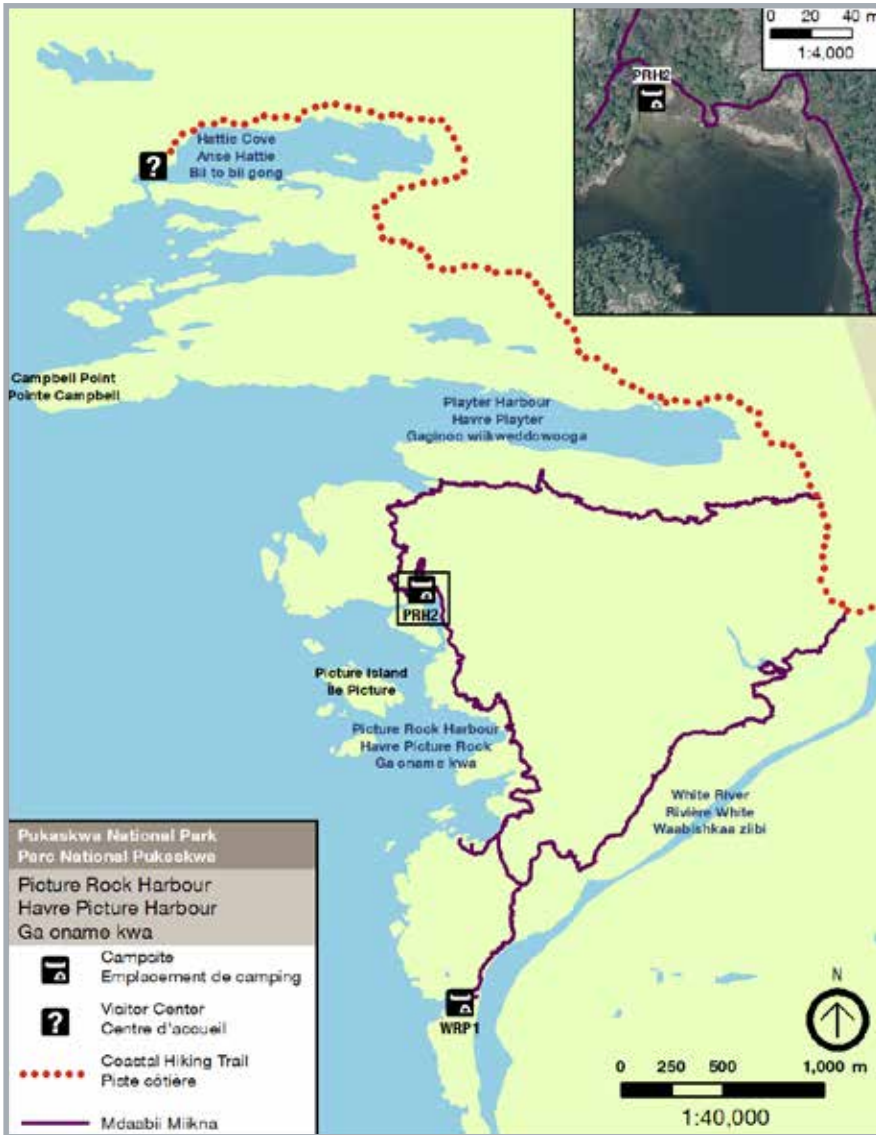 0 20 40 m
1:4,000
PRH2
Hattie Cove
Anse Hattie
Bii to bii gong
Campbell Point
Pointe Campbell
Playter Harbour
Havre Playter
Gaginoo wiikweddowooga
PRH2
Picture Island
Île Picture
Picture Rock Harbour
Havre Picture Rock
Ga oname kwa
White River
Rivière White
Waabishkaa ziibi
WRP1
N
0 250 500 1,000 m
1:40,000
Pukaskwa National Park
Parc National Pukaskwa
Picture Rock Harbour
Havre Picture Harbour
Ga oname kwa
?
Campsite
Emplacement de camping
?
Visitor Center
Centre d'accueil
Coastal Hiking Trail
Piste côtière
Mdaabii Miikna